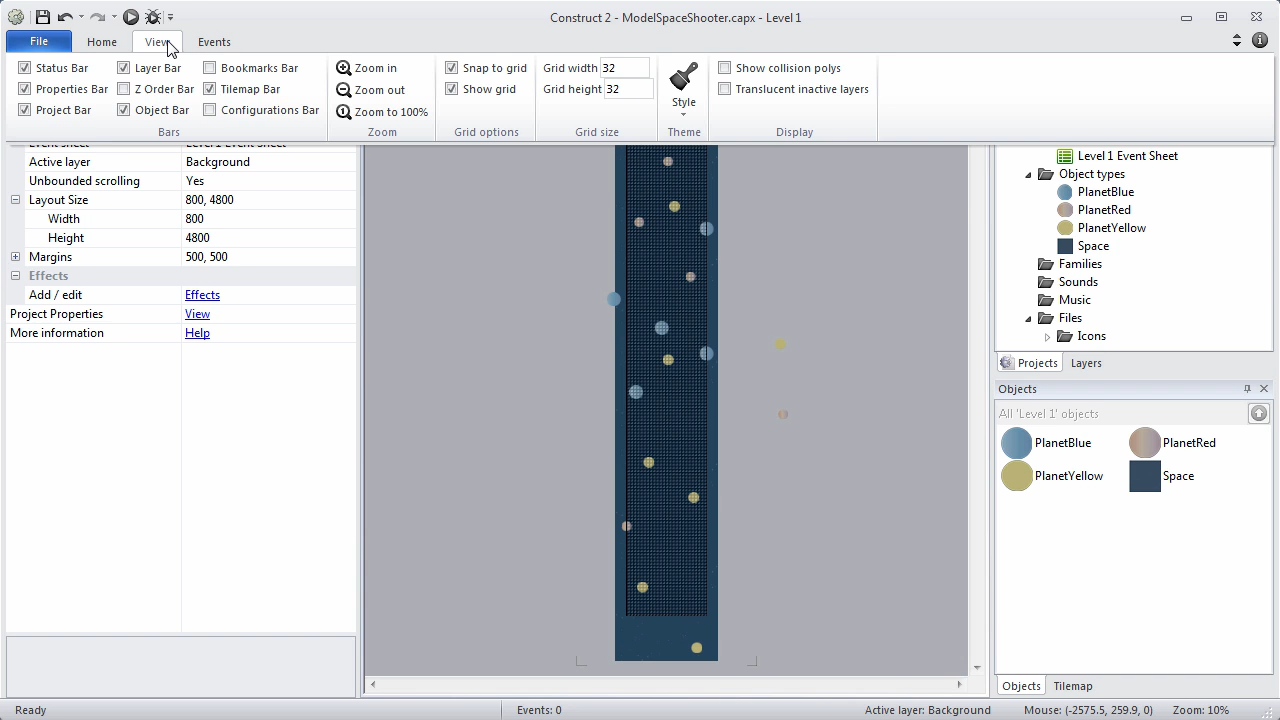 Construct 2 - ModelSpaceShooter.capx - Level 1
File
Home
View
Events
Status Bar
Layer Bar
Bookmarks Bar
Properties Bar
Z Order Bar
Tilemap Bar
Project Bar
Object Bar
Configurations Bar
Bars
Zoom in
Zoom out
Zoom to 100%
Zoom
Snap to grid
Show grid
Grid options
Grid width 32
Grid height 32
Grid size
Style
Theme
Show collision polys
Translucent inactive layers
Display
Event sheet Level 1 Event Sheet
Active layer Background
Unbounded scrolling Yes
Layout Size 800, 4800
Width 800
Height 4800
Margins 500, 500
Effects
Add / edit Effects
Project Properties View
More information Help
Level 1 Event Sheet
Object types
PlanetBlue
PlanetRed
PlanetYellow
Space
Families
Sounds
Music
Files
Icons
Projects
Layers
Objects
All 'Level 1' objects
PlanetBlue
PlanetRed
PlanetYellow
Space
Objects
Tilemap
Ready
Events: 0
Active layer: Background
Mouse: (-2575.5, 259.9, 0)
Zoom: 10%